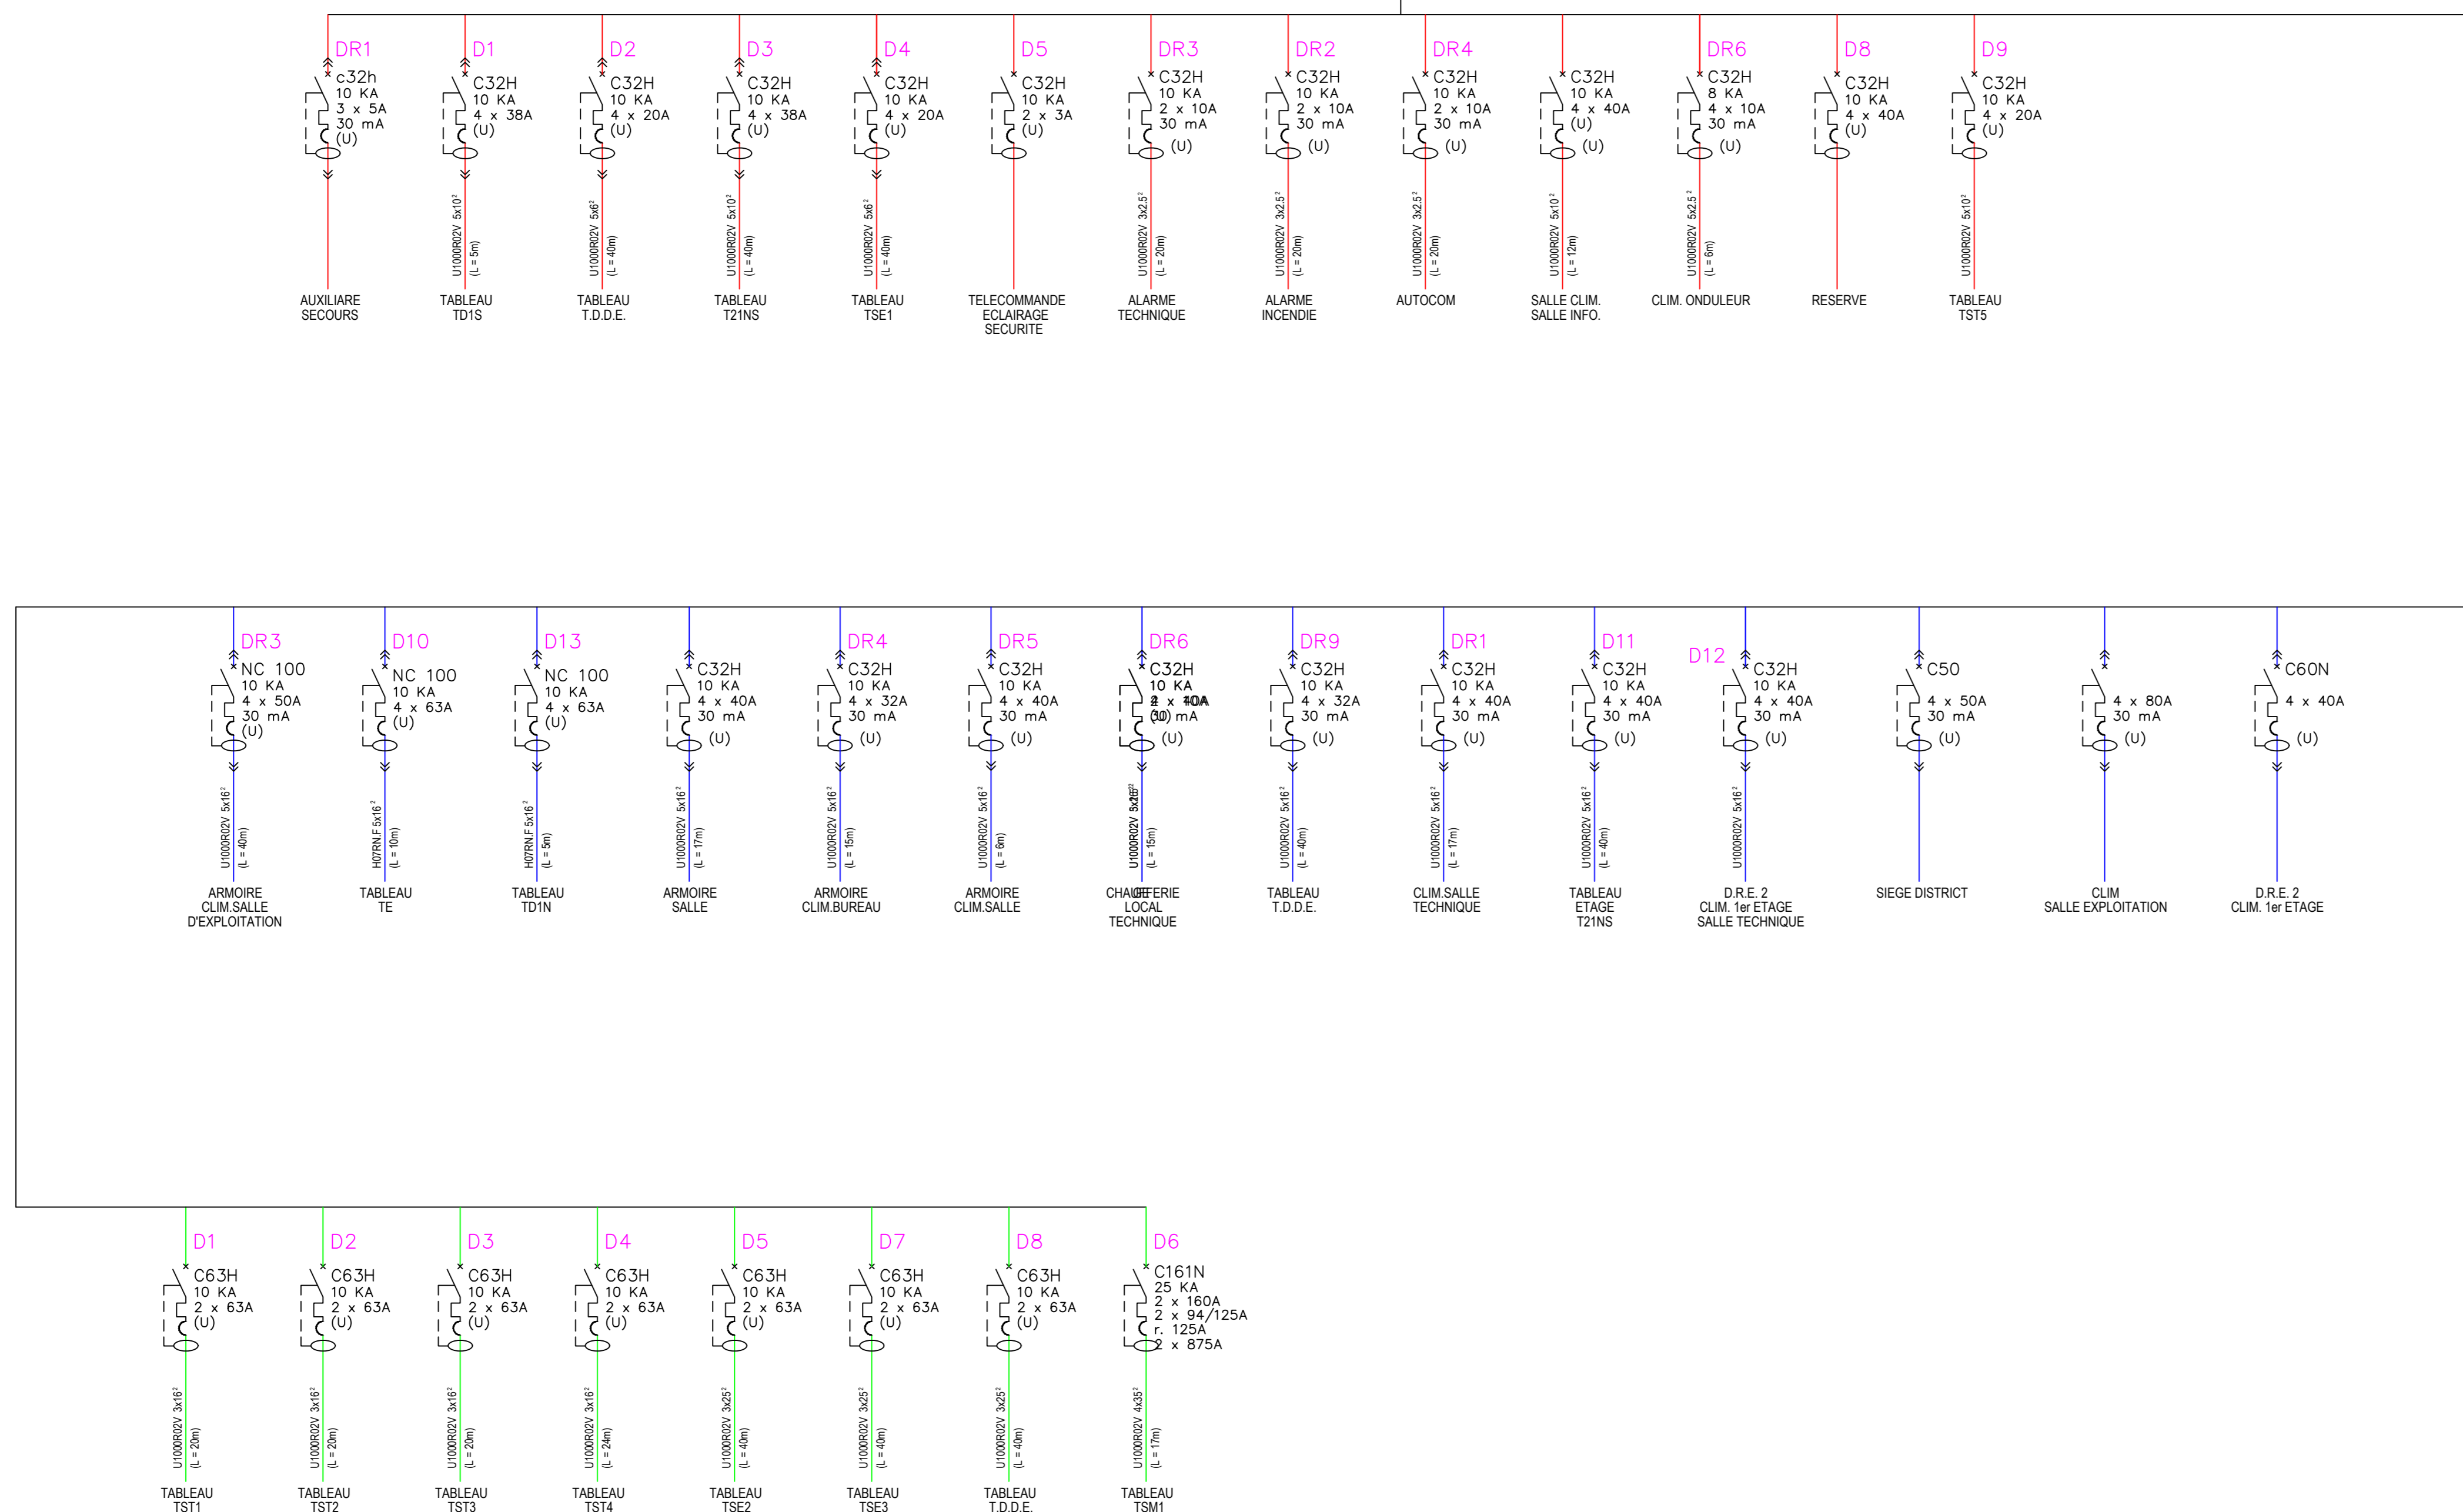 DR1
c32h
10 KA
3 x 5A
30 mA
(U)
AUXILIARE
SECOURS
D1
C32H
10 KA
4 x 38A
(U)
U1000R02V 5x10²
(L = 5m)
TABLEAU
TD1S
D2
C32H
10 KA
4 x 20A
(U)
U1000R02V 5x6²
(L = 40m)
TABLEAU
T.D.D.E.
D3
C32H
10 KA
4 x 38A
(U)
U1000R02V 5x10²
(L = 40m)
TABLEAU
T21NS
D4
C32H
10 KA
4 x 20A
(U)
U1000R02V 5x6²
(L = 40m)
TABLEAU
TSE1
D5
C32H
10 KA
2 x 3A
(U)
TELECOMMANDE
ECLAIRAGE
SECURITE
DR3
C32H
10 KA
2 x 10A
30 mA
(U)
U1000R02V 3x2.5²
(L = 20m)
ALARME
TECHNIQUE
DR2
C32H
10 KA
2 x 10A
30 mA
(U)
U1000R02V 3x2.5²
(L = 20m)
ALARME
INCENDIE
DR4
C32H
10 KA
2 x 10A
30 mA
(U)
U1000R02V 3x2.5²
(L = 20m)
AUTOCOM
C32H
10 KA
4 x 40A
(U)
(U)
U1000R02V 5x10²
(L = 12m)
SALLE CLIM.
SALLE INFO.
DR6
C32H
8 KA
4 x 10A
30 mA
(U)
U1000R02V 5x2.5²
(L = 6m)
CLIM. ONDULEUR
D8
C32H
10 KA
4 x 40A
(U)
RESERVE
D9
C32H
10 KA
4 x 20A
(U)
U1000R02V 5x10²
TABLEAU
TST5
DR3
NC 100
10 KA
4 x 50A
30 mA
(U)
U1000R02V 5x16²
(L = 40m)
ARMOIRE
CLIM.SALLE
D'EXPLOITATION
D10
NC 100
10 KA
4 x 63A
(U)
H07RN.F 5x16²
(L = 10m)
TABLEAU
TE
D13
NC 100
10 KA
4 x 63A
(U)
H07RN.F 5x16²
(L = 5m)
TABLEAU
TD1N
C32H
10 KA
4 x 40A
30 mA
(U)
U1000R02V 5x16²
(L = 17m)
ARMOIRE
SALLE
DR4
C32H
10 KA
4 x 32A
30 mA
(U)
U1000R02V 5x16²
(L = 15m)
ARMOIRE
CLIM.BUREAU
DR5
C32H
10 KA
4 x 40A
30 mA
(U)
U1000R02V 5x16²
(L = 6m)
ARMOIRE
CLIM.SALLE
DR6
C32H
10 KA
30 mA
(U)
U1000R02V
(L = 15m)
LOCAL
TECHNIQUE
DR9
C32H
10 KA
4 x 32A
30 mA
(U)
U1000R02V 5x16²
(L = 40m)
TABLEAU
T.D.D.E.
DR1
C32H
10 KA
4 x 40A
30 mA
(U)
U1000R02V 5x16²
(L = 17m)
CLIM.SALLE
TECHNIQUE
D11
C32H
10 KA
4 x 40A
30 mA
(U)
U1000R02V 5x16²
(L = 40m)
TABLEAU
ETAGE
T21NS
D12
C32H
10 KA
4 x 40A
30 mA
(U)
U1000R02V 5x16²
D.R.E. 2
CLIM. 1er ETAGE
SALLE TECHNIQUE
C50
4 x 50A
30 mA
(U)
SIEGE DISTRICT
4 x 80A
30 mA
(U)
CLIM
SALLE EXPLOITATION
C60N
4 x 40A
(U)
D.R.E. 2
CLIM. 1er ETAGE
D1
C63H
10 KA
2 x 63A
(U)
U1000R02V 3x16²
(L = 20m)
TABLEAU
TST1
D2
C63H
10 KA
2 x 63A
(U)
U1000R02V 3x16²
(L = 20m)
TABLEAU
TST2
D3
C63H
10 KA
2 x 63A
(U)
U1000R02V 3x16²
(L = 20m)
TABLEAU
TST3
D4
C63H
10 KA
2 x 63A
(U)
U1000R02V 3x16²
(L = 24m)
TABLEAU
TST4
D5
C63H
10 KA
2 x 63A
(U)
U1000R02V 3x25²
(L = 40m)
TABLEAU
TSE2
D7
C63H
10 KA
2 x 63A
(U)
U1000R02V 3x25²
(L = 40m)
TABLEAU
TSE3
D8
C63H
10 KA
2 x 63A
(U)
U1000R02V 3x25²
(L = 40m)
TABLEAU
T.D.D.E.
D6
C161N
25 KA
2 x 160A
2 x 94/125A
r. 125A
2 x 875A
U1000R02V 4x35²
(L = 17m)
TABLEAU
TSM1